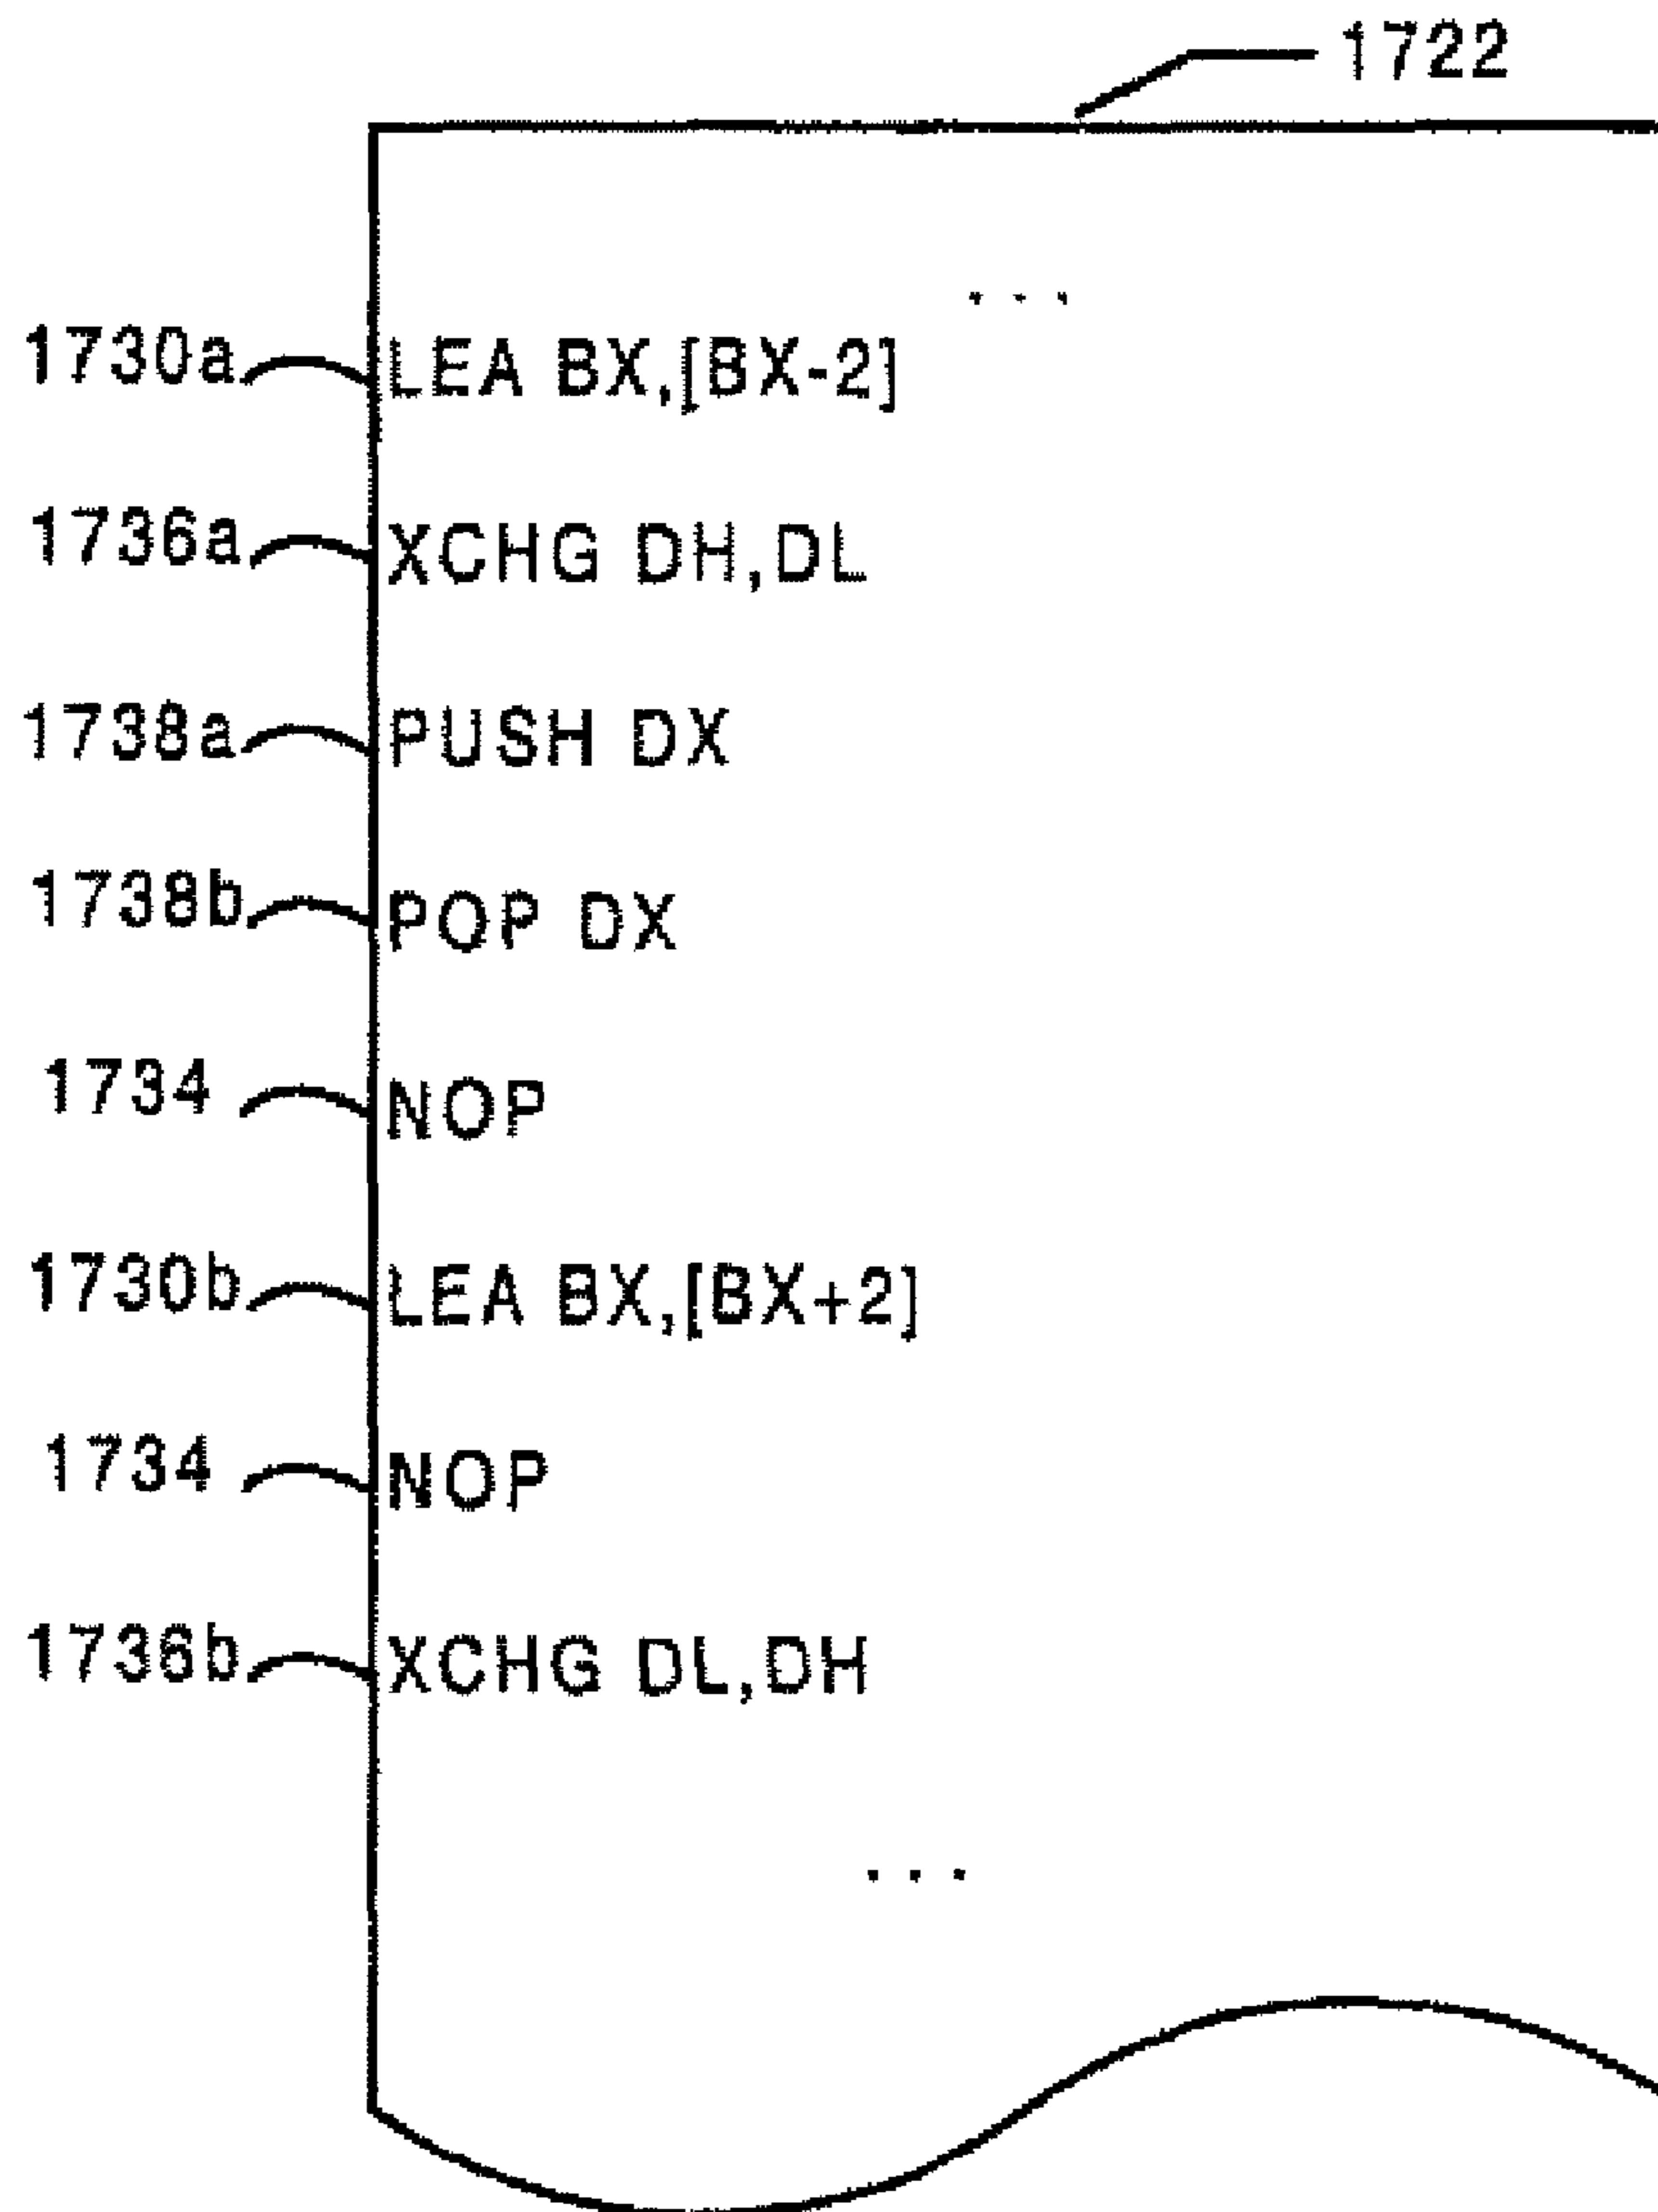 1722
...
1730a LEA BX,[BX-2]
1736a XCHG DH,DL
1738a PUSH DX
1738b POP DX
1734 NOP
1730b LEA BX,[BX+2]
1734 NOP
1736b XCHG DL,DH
...